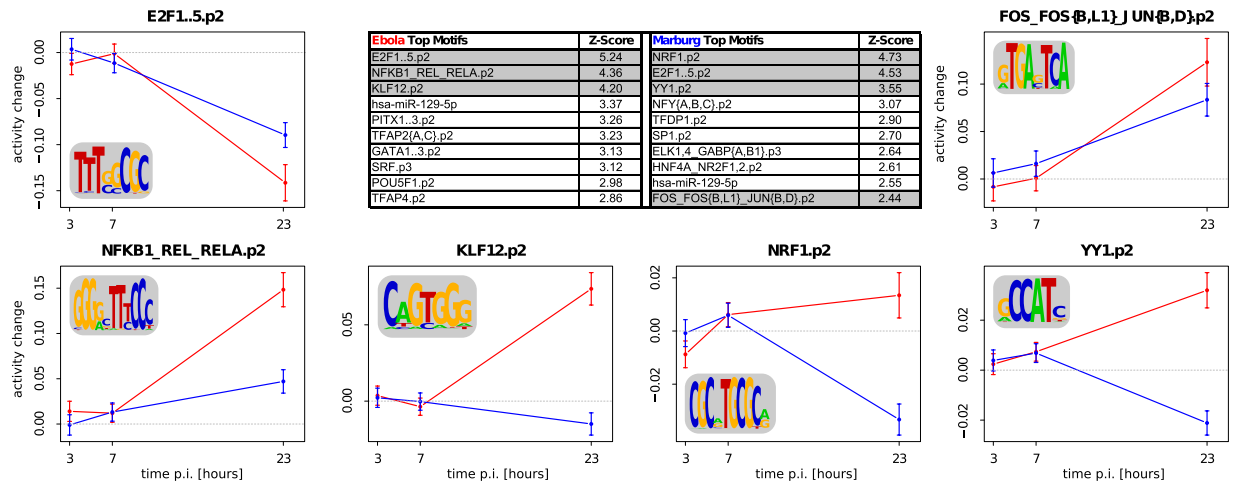 E2F1..5.p2
activity change
0.00
−0.05
−0.10
−0.15
3
7
23
TTTGGCGC
Ebola Top Motifs Z-Score Marburg Top Motifs Z-Score
E2F1..5.p2 5.24 NRF1.p2 4.73
NFKB1_REL_RELA.p2 4.36 E2F1..5.p2 4.53
KLF12.p2 4.20 YY1.p2 3.55
hsa-miR-129-5p 3.37 NFY{A,B,C}.p2 3.07
PITX1..3.p2 3.26 TFDP1.p2 2.90
TFAP2{A,C}.p2 3.23 SP1.p2 2.70
GATA1..3.p2 3.13 ELK1,4_GABP{A,B1}.p3 2.64
SRF.p3 3.12 HNF4A_NR2F1,2.p2 2.61
POU5F1.p2 2.98 hsa-miR-129-5p 2.55
TFAP4.p2 2.86 FOS_FOS{B,L1}_JUN{B,D}.p2 2.44
FOS_FOS{B,L1}_JUN{B,D}.p2
activity change
0.10
0.05
0.00
3
7
23
NFKB1_REL_RELA.p2
activity change
0.15
0.10
0.05
0.00
3
7
23
time p.i. [hours]
KLF12.p2
0.05
0.00
CAGTGGG
3
7
23
time p.i. [hours]
NRF1.p2
0.02
0.00
−0.02
3
7
23
time p.i. [hours]
YY1.p2
0.02
0.00
−0.02
GCCATC
3
7
23
time p.i. [hours]